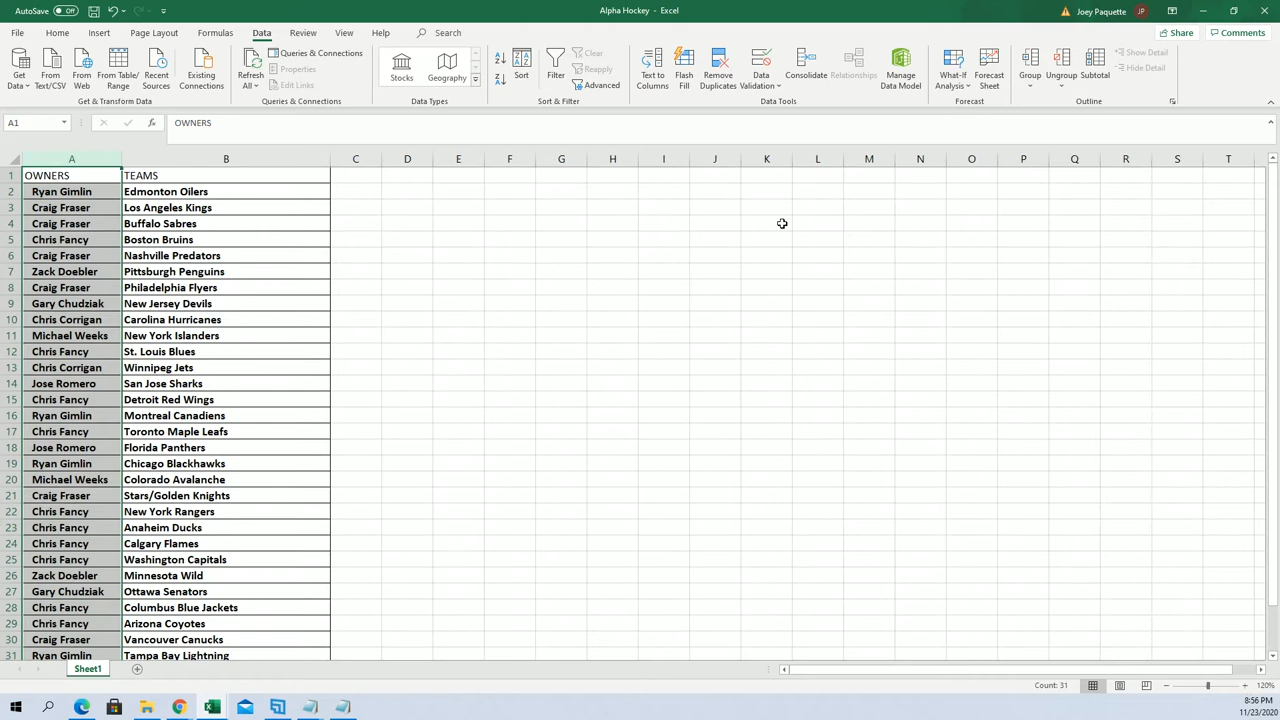 AutoSave Off Alpha Hockey - Excel Joey Paquette JP
File Home Insert Page Layout Formulas Data Review View Help Search Share Comments
Get Data From Text/CSV From Web From Table/Range Recent Sources Existing Connections
Get & Transform Data
Refresh All Queries & Connections Properties Edit Links
Queries & Connections
Stocks Geography
Data Types
Sort Filter Clear Reapply Advanced
Sort & Filter
Text to Columns Flash Fill Remove Duplicates Data Validation Consolidate Relationships Manage Data Model
Data Tools
What-If Analysis Forecast Sheet
Forecast
Group Ungroup Subtotal Show Detail Hide Detail
Outline
A1 fx OWNERS
A B C D E F G H I J K L M N O P Q R S T
1 OWNERS TEAMS
2 Ryan Gimlin Edmonton Oilers
3 Craig Fraser Los Angeles Kings
4 Craig Fraser Buffalo Sabres
5 Chris Fancy Boston Bruins
6 Craig Fraser Nashville Predators
7 Zack Doebler Pittsburgh Penguins
8 Craig Fraser Philadelphia Flyers
9 Gary Chudziak New Jersey Devils
10 Chris Corrigan Carolina Hurricanes
11 Michael Weeks New York Islanders
12 Chris Fancy St. Louis Blues
13 Chris Corrigan Winnipeg Jets
14 Jose Romero San Jose Sharks
15 Chris Fancy Detroit Red Wings
16 Ryan Gimlin Montreal Canadiens
17 Chris Fancy Toronto Maple Leafs
18 Jose Romero Florida Panthers
19 Ryan Gimlin Chicago Blackhawks
20 Michael Weeks Colorado Avalanche
21 Craig Fraser Stars/Golden Knights
22 Chris Fancy New York Rangers
23 Chris Fancy Anaheim Ducks
24 Chris Fancy Calgary Flames
25 Chris Fancy Washington Capitals
26 Zack Doebler Minnesota Wild
27 Gary Chudziak Ottawa Senators
28 Chris Fancy Columbus Blue Jackets
29 Chris Fancy Arizona Coyotes
30 Craig Fraser Vancouver Canucks
31 Ryan Gimlin Tampa Bay Lightning
Sheet1
Count: 31 120%
8:56 PM
11/23/2020